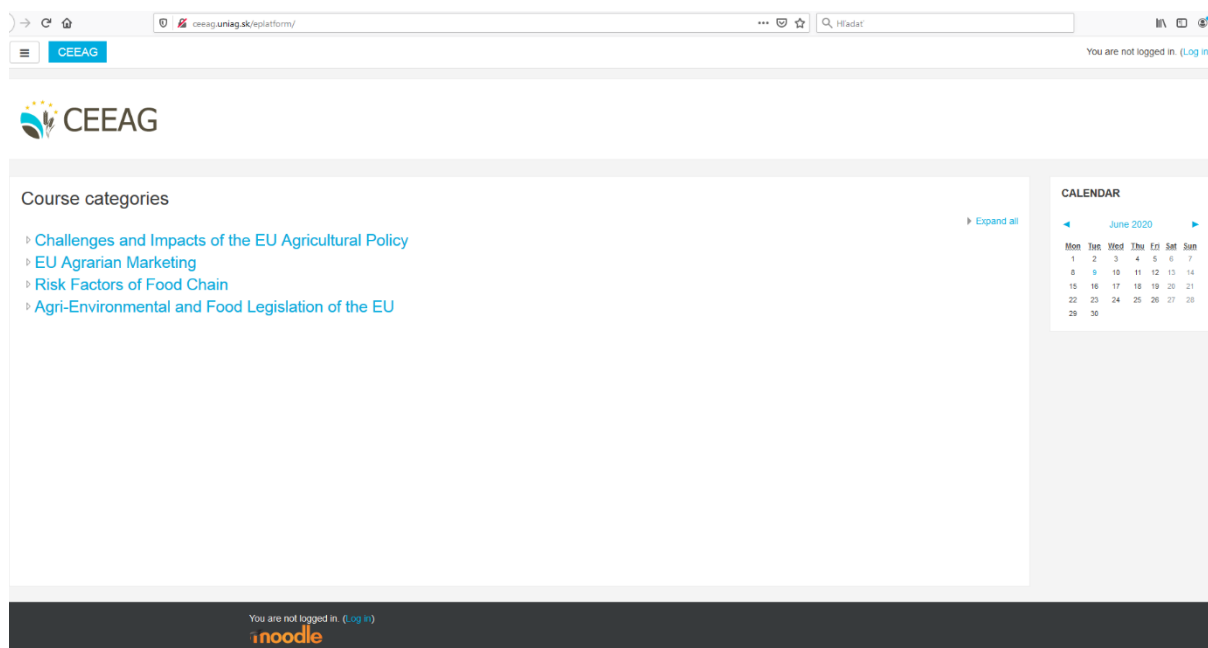 ceeag.uniag.sk/eplatform/
Hľadať
CEEAG
You are not logged in. (Log in
CEEAG
Course categories
Expand all
Challenges and Impacts of the EU Agricultural Policy
EU Agrarian Marketing
Risk Factors of Food Chain
Agri-Environmental and Food Legislation of the EU
CALENDAR
◄ June 2020 ►
Mon Tue Wed Thu Fri Sat Sun
1 2 3 4 5 6 7
8 9 10 11 12 13 14
15 16 17 18 19 20 21
22 23 24 25 26 27 28
29 30
You are not logged in. (Log in)
moodle